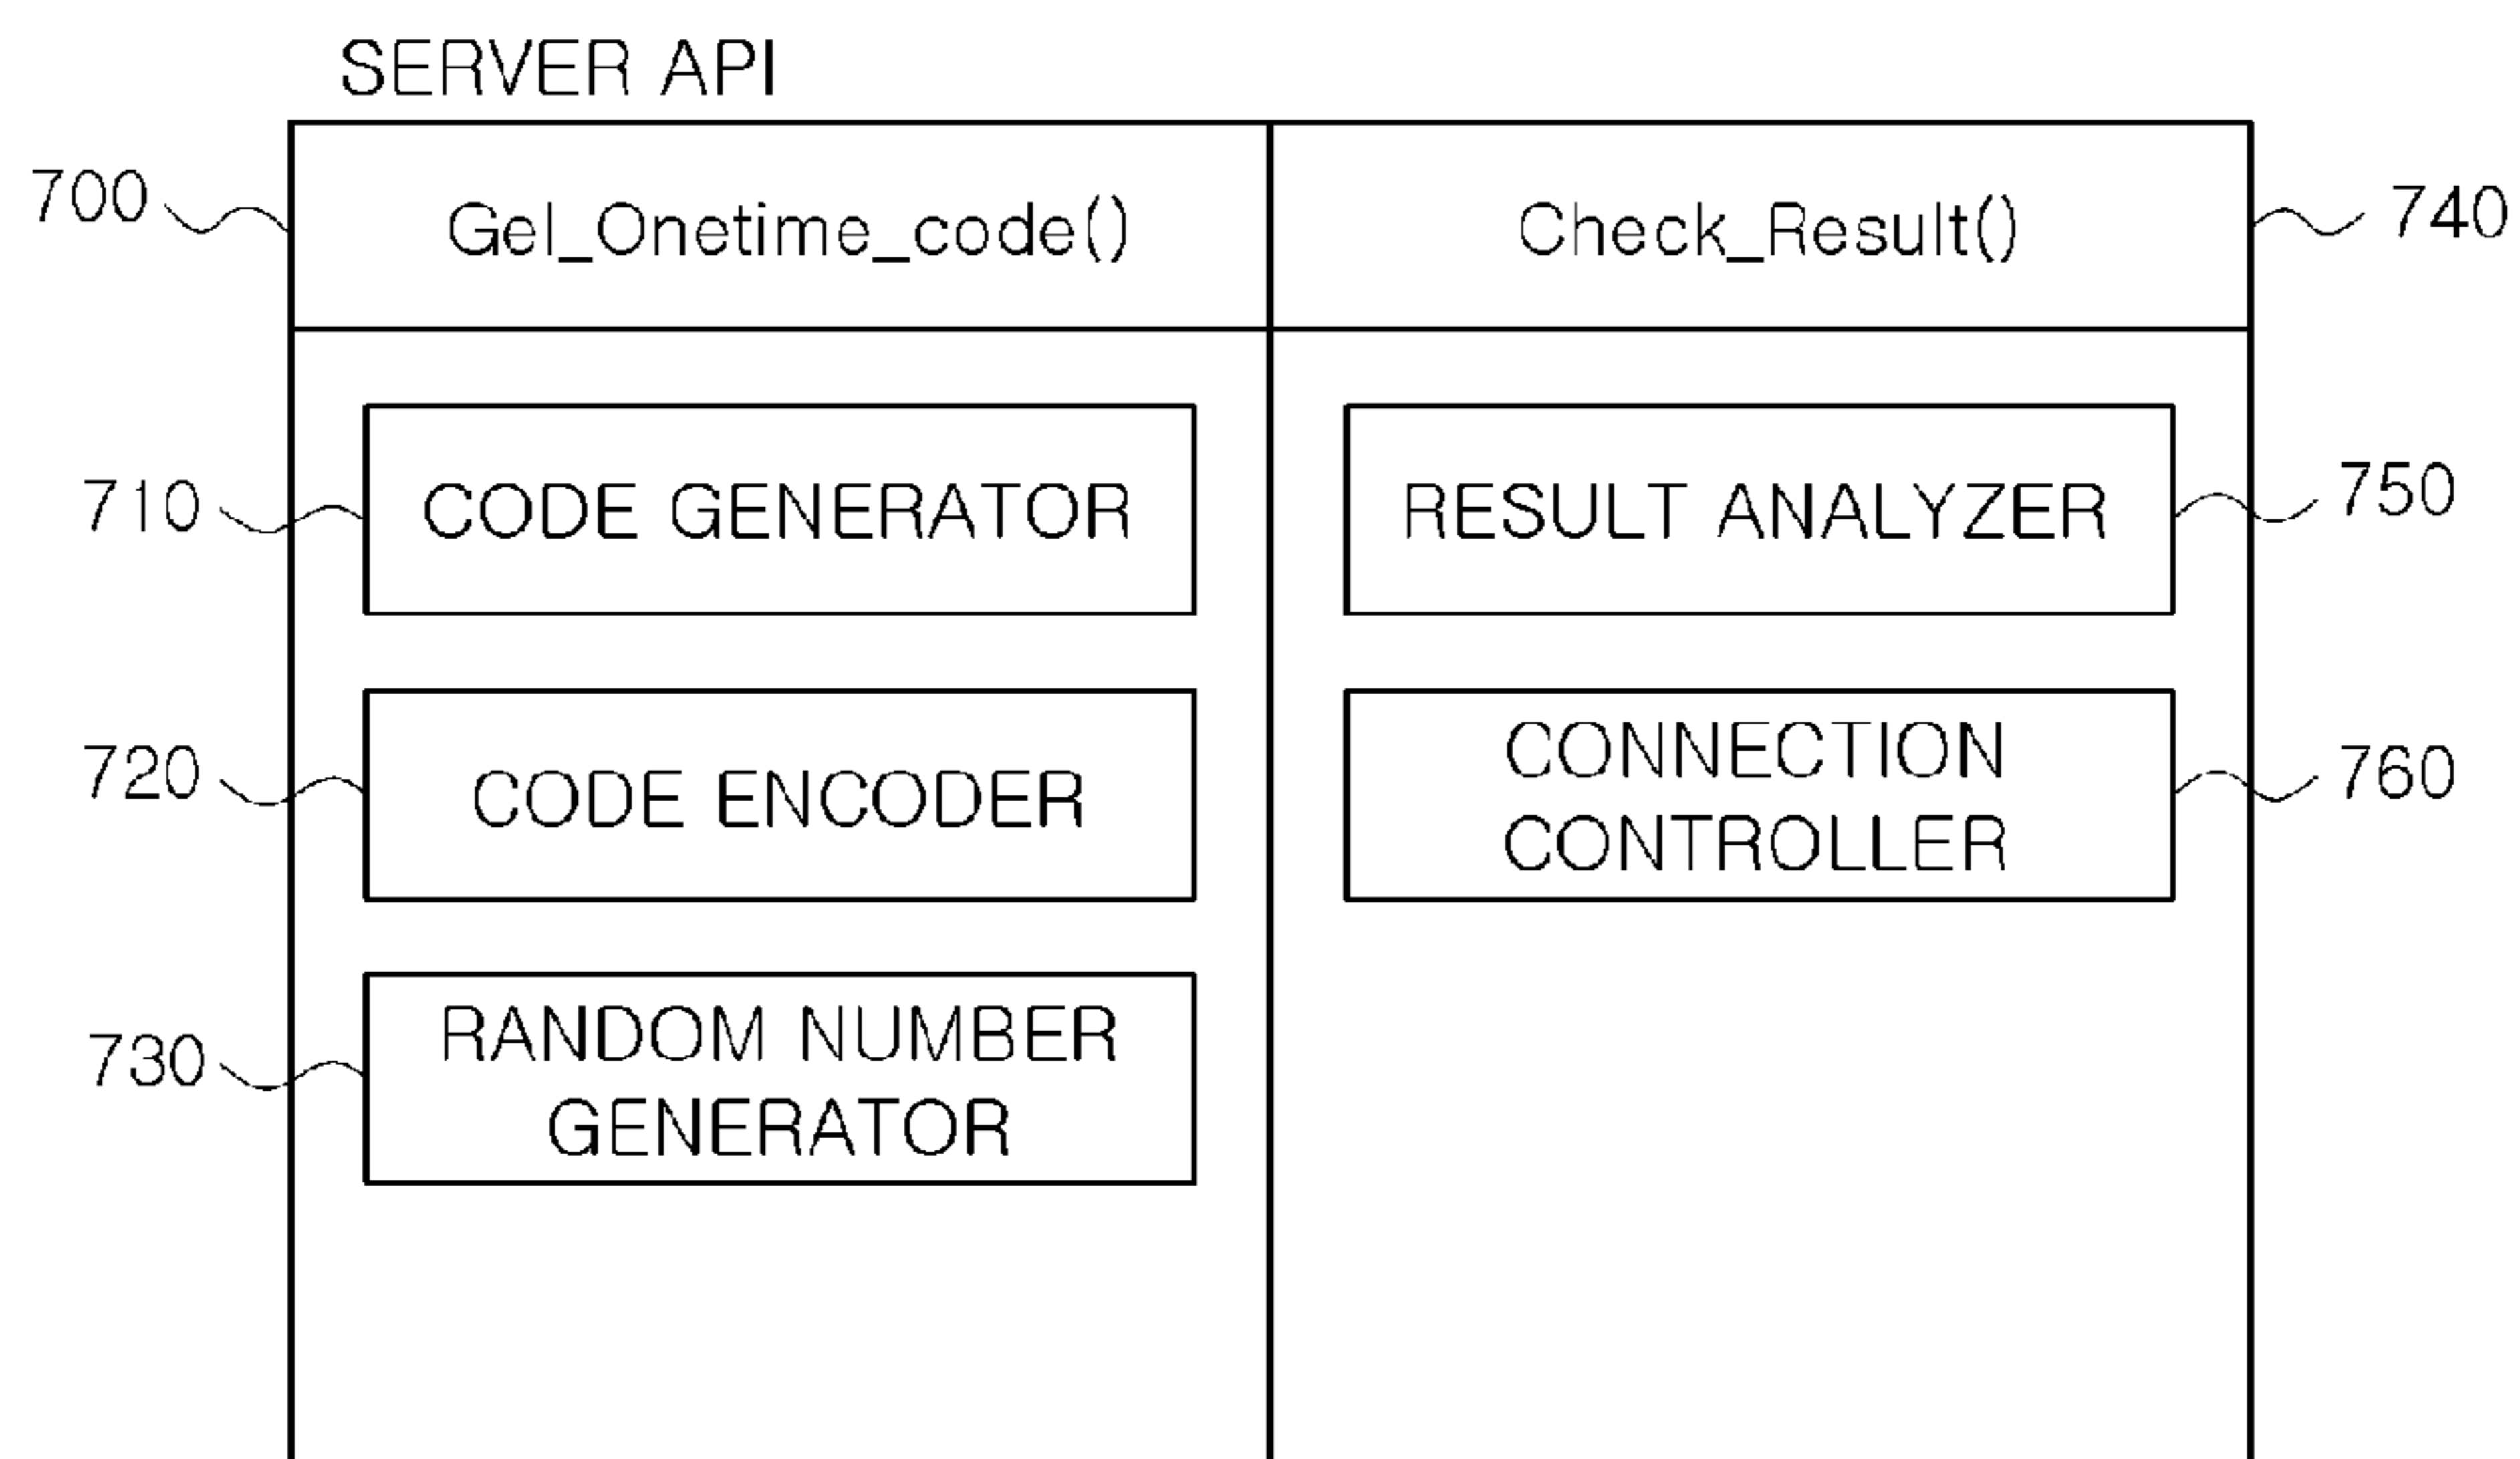 SERVER API
700
Gel_Onetime_code()
Check_Result()
740
710
CODE GENERATOR
RESULT ANALYZER
750
720
CODE ENCODER
CONNECTION
CONTROLLER
760
730
RANDOM NUMBER
GENERATOR